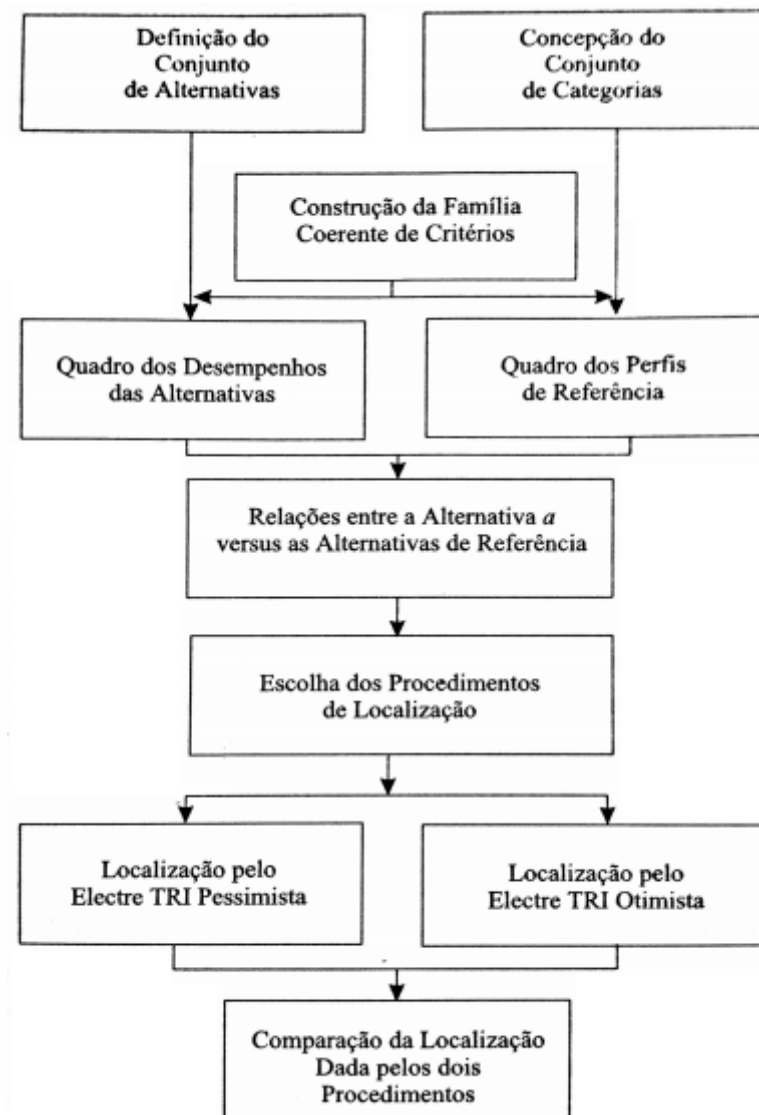 Definição do
Conjunto
de Alternativas
Concepção do
Conjunto
de Categorias
Construção da Família
Coerente de Critérios
Quadro dos Desempenhos
das Alternativas
Quadro dos Perfis
de Referência
Relações entre a Alternativa a
versus as Alternativas de Referência
Escolha dos Procedimentos
de Localização
Localização pelo
Electre TRI Pessimista
Localização pelo
Electre TRI Otimista
Comparação da Localização
Dada pelos dois
Procedimentos